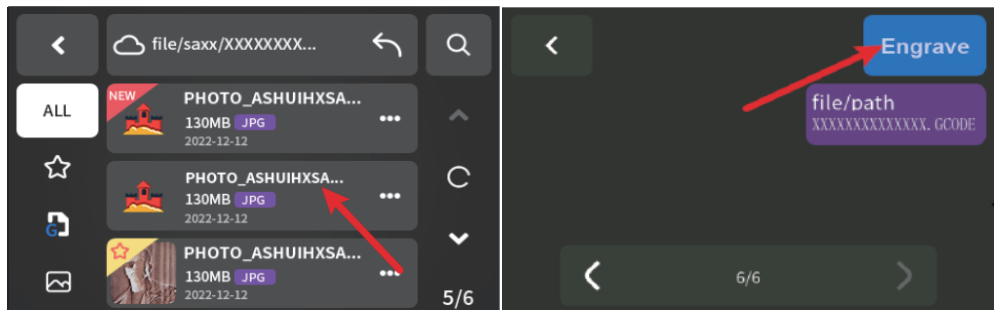 file/saxx/XXXXXXXX...
ALL
NEW
PHOTO_ASHUIHXSA...
130MB JPG
2022-12-12
PHOTO_ASHUIHXSA...
130MB JPG
2022-12-12
G
PHOTO_ASHUIHXSA...
130MB JPG
2022-12-12
5/6
Engrave
file/path
XXXXXXXXXXXXXX. GCODE
6/6